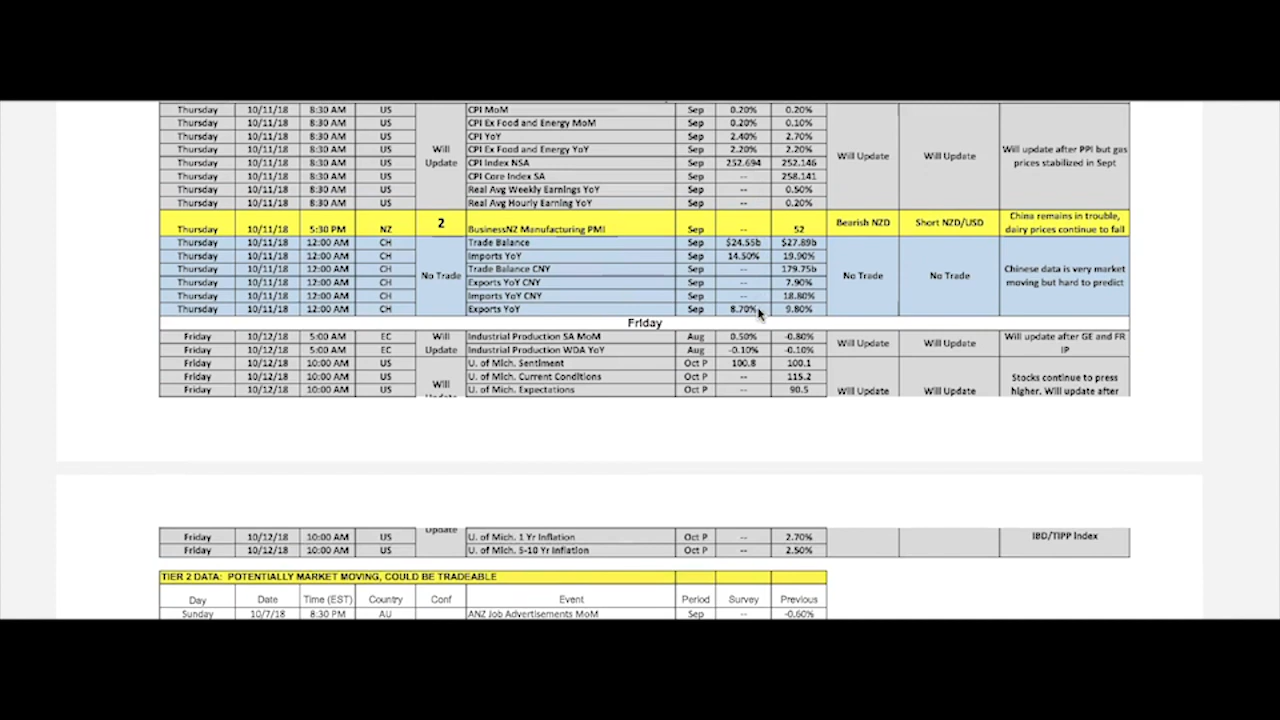 Thursday 10/11/18 8:30 AM US CPI MoM Sep 0.20% 0.20%
Thursday 10/11/18 8:30 AM US CPI Ex Food and Energy MoM Sep 0.20% 0.10%
Thursday 10/11/18 8:30 AM US CPI YoY Sep 2.40% 2.70%
Thursday 10/11/18 8:30 AM US Will CPI Ex Food and Energy YoY Sep 2.20% 2.20% Will Update Will Update Will update after PPI but gas
Thursday 10/11/18 8:30 AM US Update CPI Index NSA Sep 252.694 252.146 prices stabilized in Sept
Thursday 10/11/18 8:30 AM US CPI Core Index SA Sep -- 258.141
Thursday 10/11/18 8:30 AM US Real Avg Weekly Earnings YoY Sep -- 0.50%
Thursday 10/11/18 8:30 AM US Real Avg Hourly Earning YoY Sep -- 0.20%
China remains in trouble,
Thursday 10/11/18 5:30 PM NZ 2 BusinessNZ Manufacturing PMI Sep -- 52 Bearish NZD Short NZD/USD dairy prices continue to fall
Thursday 10/11/18 12:00 AM CH Trade Balance Sep $24.55b $27.89b
Thursday 10/11/18 12:00 AM CH Imports YoY Sep 14.50% 19.90%
Thursday 10/11/18 12:00 AM CH No Trade Trade Balance CNY Sep -- 179.75b No Trade No Trade Chinese data is very market
Thursday 10/11/18 12:00 AM CH Exports YoY CNY Sep -- 7.90% moving but hard to predict
Thursday 10/11/18 12:00 AM CH Imports YoY CNY Sep -- 18.80%
Thursday 10/11/18 12:00 AM CH Exports YoY Sep 8.70% 9.80%
Friday
Friday 10/12/18 5:00 AM EC Will Industrial Production SA MoM Aug 0.50% -0.80% Will Update Will Update Will update after GE and FR
Friday 10/12/18 5:00 AM EC Update Industrial Production WDA YoY Aug -0.10% -0.10% IP
Friday 10/12/18 10:00 AM US U. of Mich. Sentiment Oct P 100.8 100.1
Friday 10/12/18 10:00 AM US Will U. of Mich. Current Conditions Oct P -- 115.2 Stocks continue to press
Friday 10/12/18 10:00 AM US U. of Mich. Expectations Oct P -- 90.5 Will Update Will Update higher. Will update after
Update
Friday 10/12/18 10:00 AM US U. of Mich. 1 Yr Inflation Oct P -- 2.70% IBD/TIPP Index
Friday 10/12/18 10:00 AM US U. of Mich. 5-10 Yr Inflation Oct P -- 2.50%
TIER 2 DATA: POTENTIALLY MARKET MOVING, COULD BE TRADEABLE
Day Date Time (EST) Country Conf Event Period Survey Previous
Sunday 10/7/18 8:30 PM AU ANZ Job Advertisements MoM Sep -- -0.60%